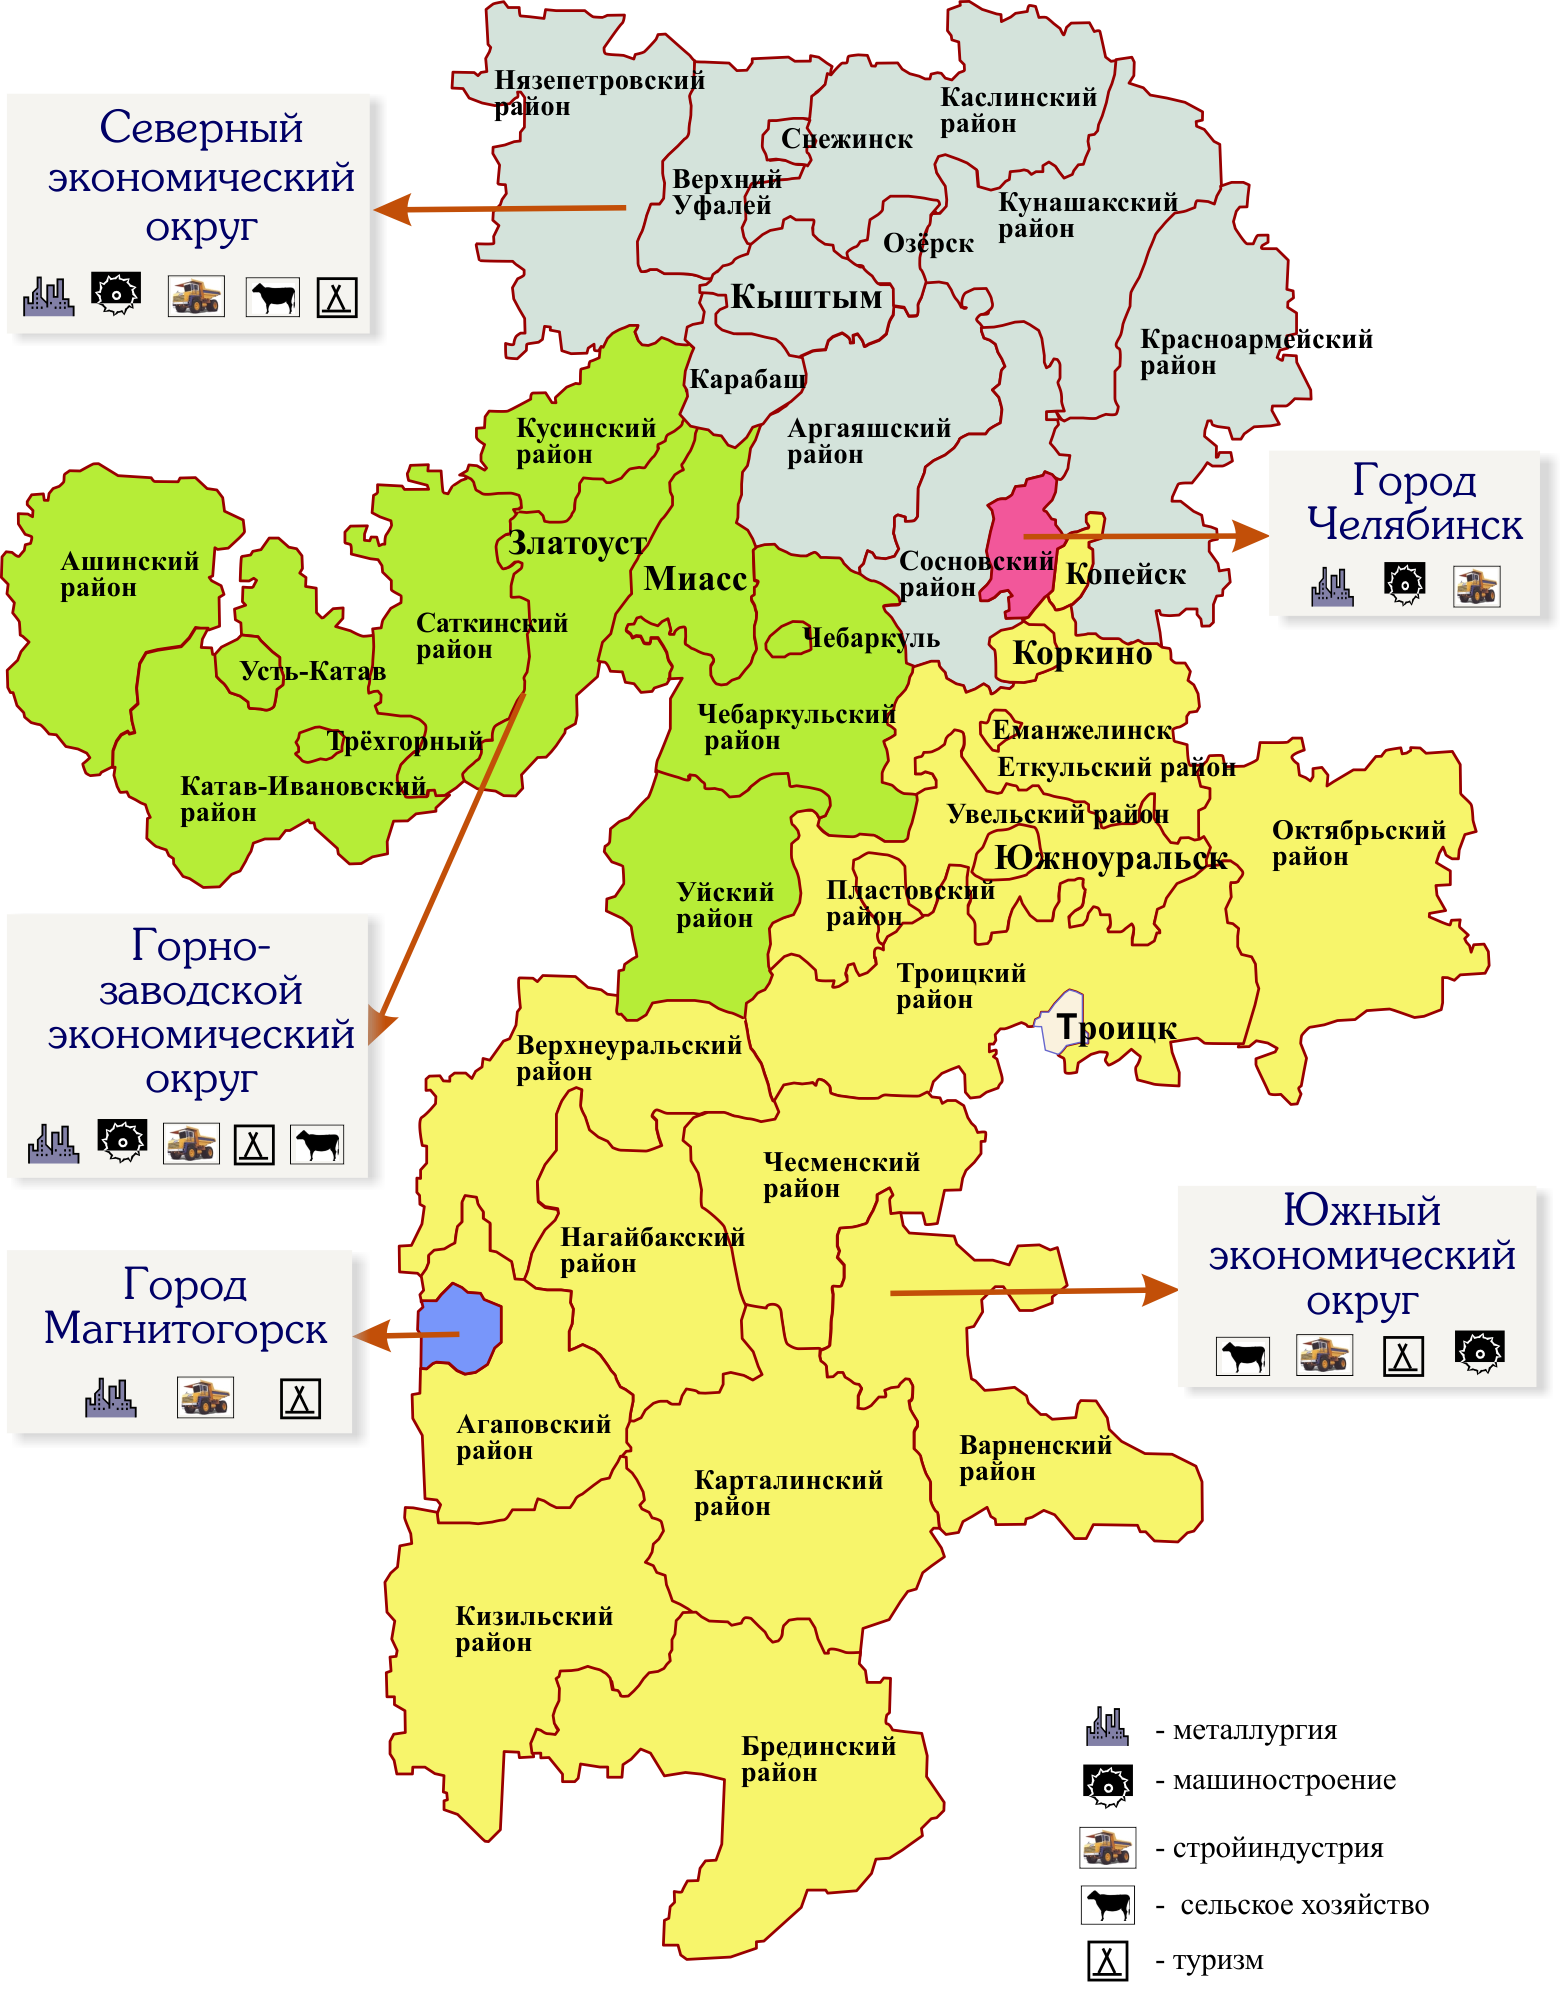 Нязепетровский
район
Каслинский
район
Снежинск
Верхний
Уфалей
Кунашакский
район
Озёрск
Кыштым
Красноармейский
район
Карабаш
Аргаяшский
район
Кусинский
район
Северный
экономический
округ
Город
Челябинск
Ашинский
район
Златоуст
Миасс
Сосновский
район
Копейск
Саткинский
район
Чебаркуль
Коркино
Усть-Катав
Чебаркульский
район
Еманжелинск
Трёхгорный
Еткульский район
Катав-Ивановский
район
Увельский район
Октябрьский
район
Южноуральск
Уйский
район
Пластовский
район
Троицкий
район
Троицк
Горно-
заводской
экономический
округ
Верхнеуральский
район
Чесменский
район
Нагайбакский
район
Южный
экономический
округ
Город
Магнитогорск
Агаповский
район
Варненский
район
Карталинский
район
Кизильский
район
Брединский
район
- металлургия
- машиностроение
- стройиндустрия
- сельское хозяйство
- туризм